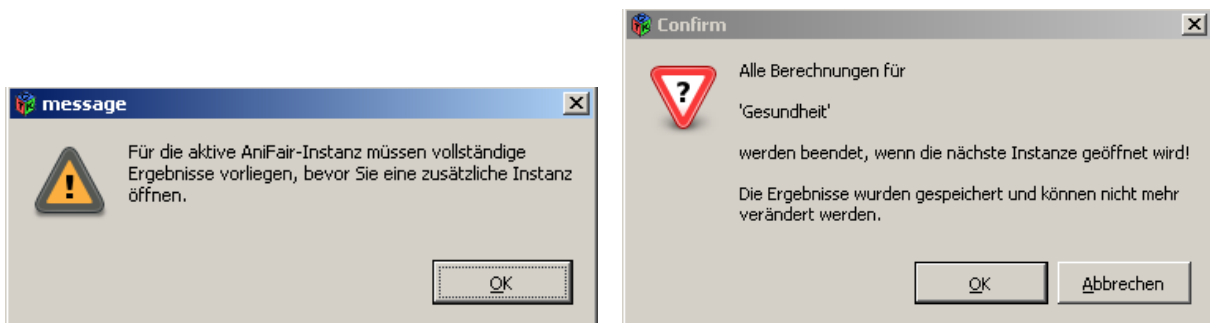 message
Für die aktive AniFair-Instanz müssen vollständige
Ergebnisse vorliegen, bevor Sie eine zusätzliche Instanz
öffnen.
OK
Confirm
Alle Berechnungen für
'Gesundheit'
werden beendet, wenn die nächste Instanze geöffnet wird!
Die Ergebnisse wurden gespeichert und können nicht mehr
verändert werden.
OK
Abbrechen